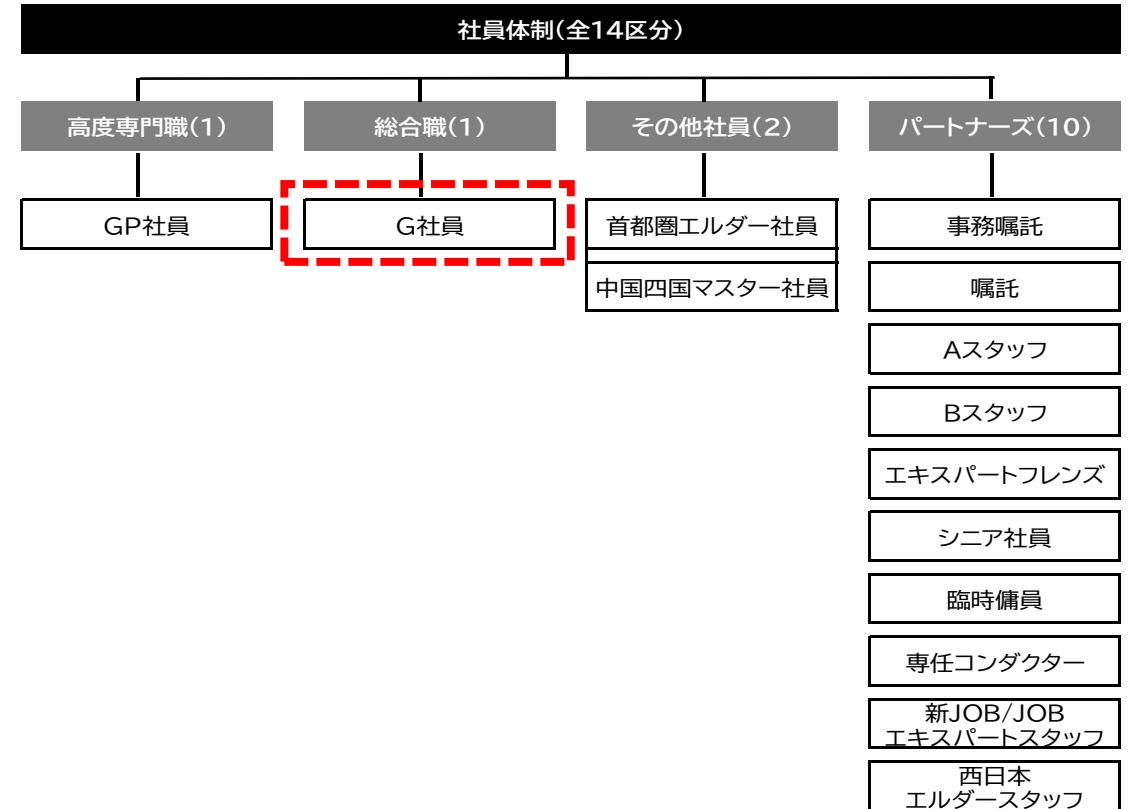 社員体制(全14区分)
高度専門職(1)
総合職(1)
その他社員(2)
パートナーズ(10)
GP社員
G社員
首都圏エルダー社員
事務嘱託
中国四国マスター社員
嘱託
Aスタッフ
Bスタッフ
エキスパートフレンズ
シニア社員
臨時傭員
専任コンダクター
新JOB/JOB
エキスパートスタッフ
西日本
エルダースタッフ